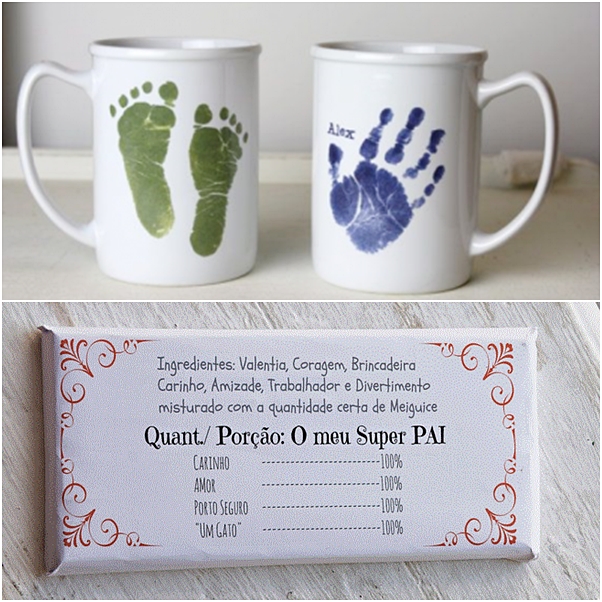 Alex
Ingredientes: Valentia, Coragem, Brincadeira
Carinho, Amizade, Trabalhador e Divertimento
misturado com a quantidade certa de Meiguice
Quant./ Porção: O meu Super PAI
CARINHO ------------------------100%
AMOR ------------------------100%
PORTO SEGURO ------------------------100%
"UM GATO" ------------------------100%